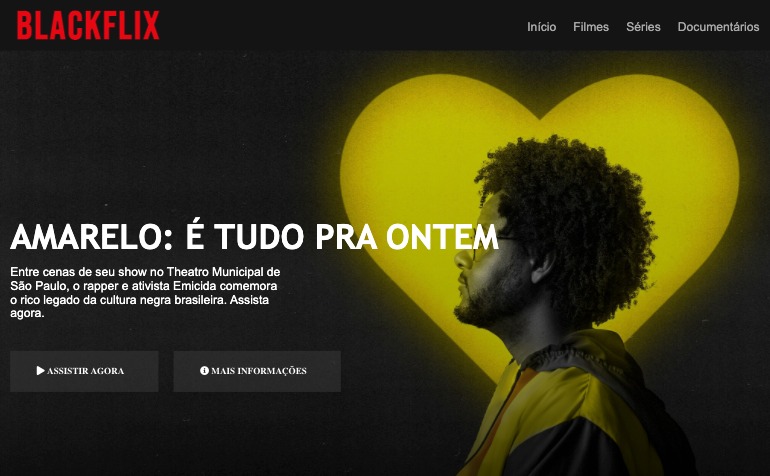 BLACKFLIX
Início Filmes Séries Documentários
AMARELO: É TUDO PRA ONTEM
Entre cenas de seu show no Theatro Municipal de
São Paulo, o rapper e ativista Emicida comemora
o rico legado da cultura negra brasileira. Assista
agora.
ASSISTIR AGORA
MAIS INFORMAÇÕES